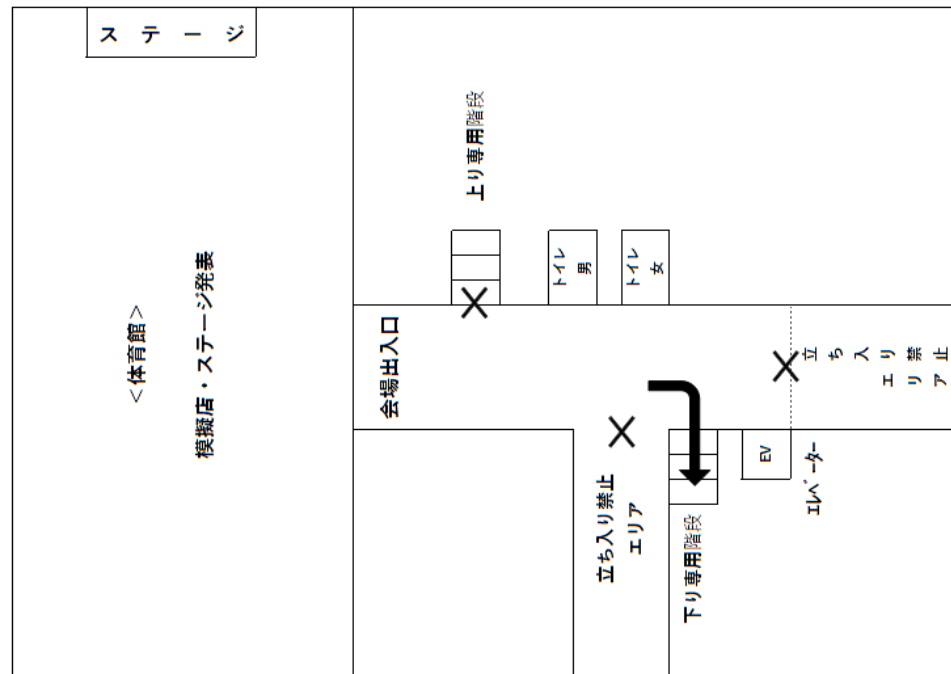 ステージ
<体育館>
模擬店・ステージ発表
上り専用階段
トイレ
男
トイレ
女
会場出入口
立ち入り禁止
エリア
下り専用階段
EV
エレベーター
立ち入り禁止
エリア